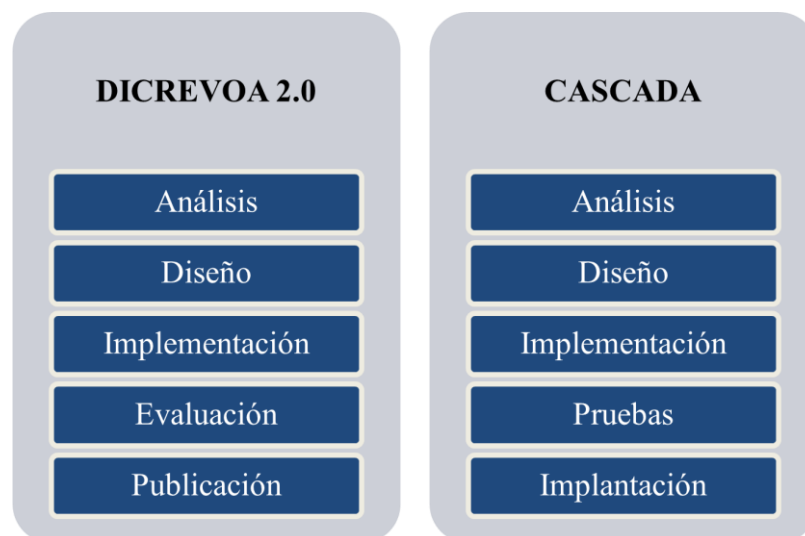 DICREVOA 2.0
Análisis
Diseño
Implementación
Evaluación
Publicación
CASCADA
Análisis
Diseño
Implementación
Pruebas
Implantación